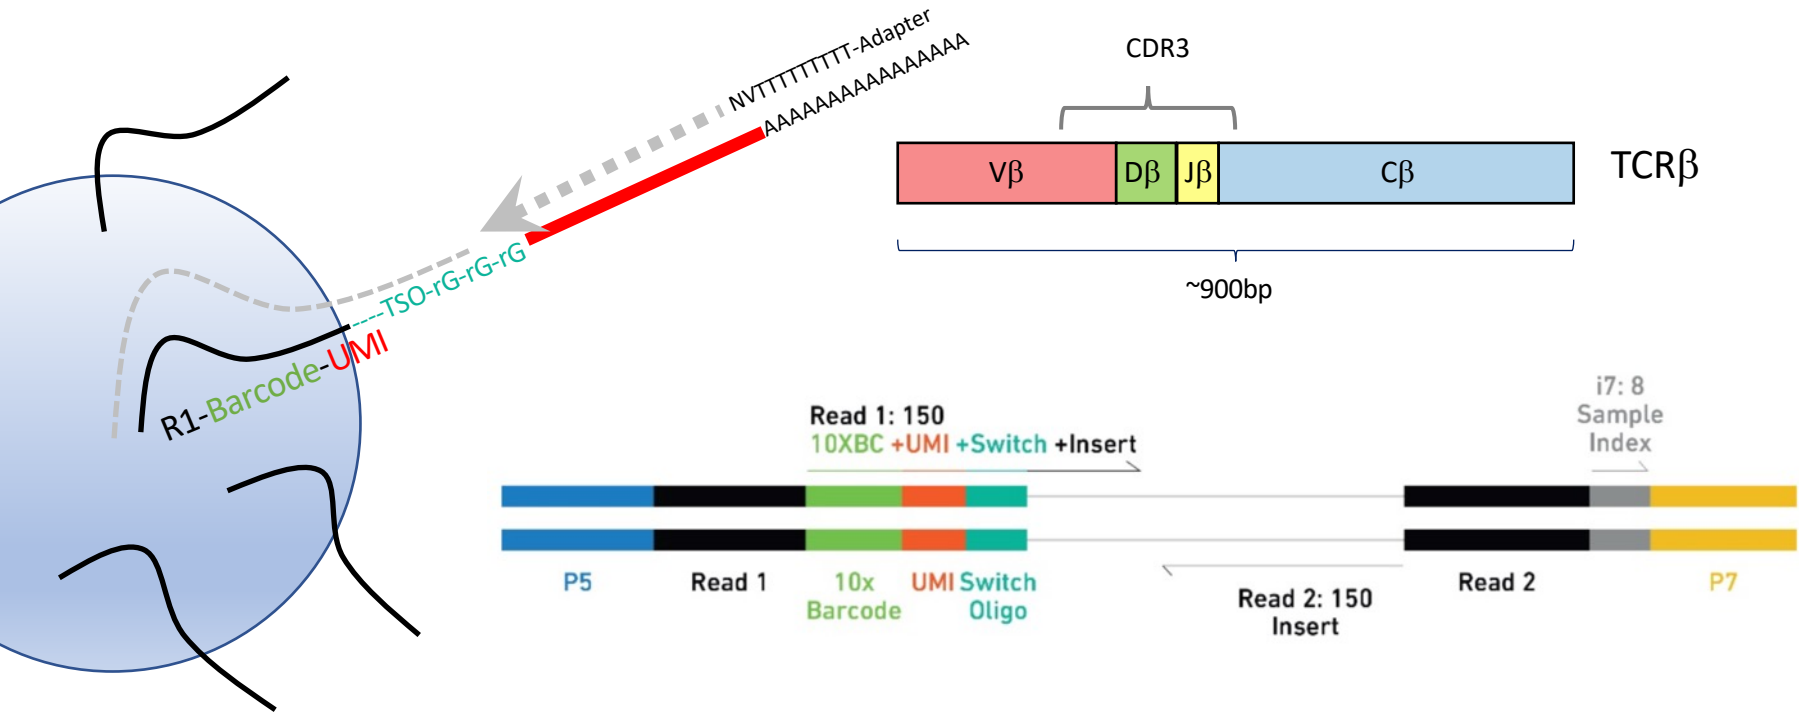 NVTTTTTTTTT-Adapter
AAAAAAAAAAAAAAAA
----TSO-rG-rG-rG
R1-Barcode-UMI
CDR3
Vβ Dβ Jβ Cβ
TCRβ
~900bp
Read 1: 150
10XBC +UMI +Switch +Insert
i7: 8
Sample
Index
P5 Read 1 10x Barcode UMI Switch Oligo
Read 2: 150
Insert
Read 2 P7